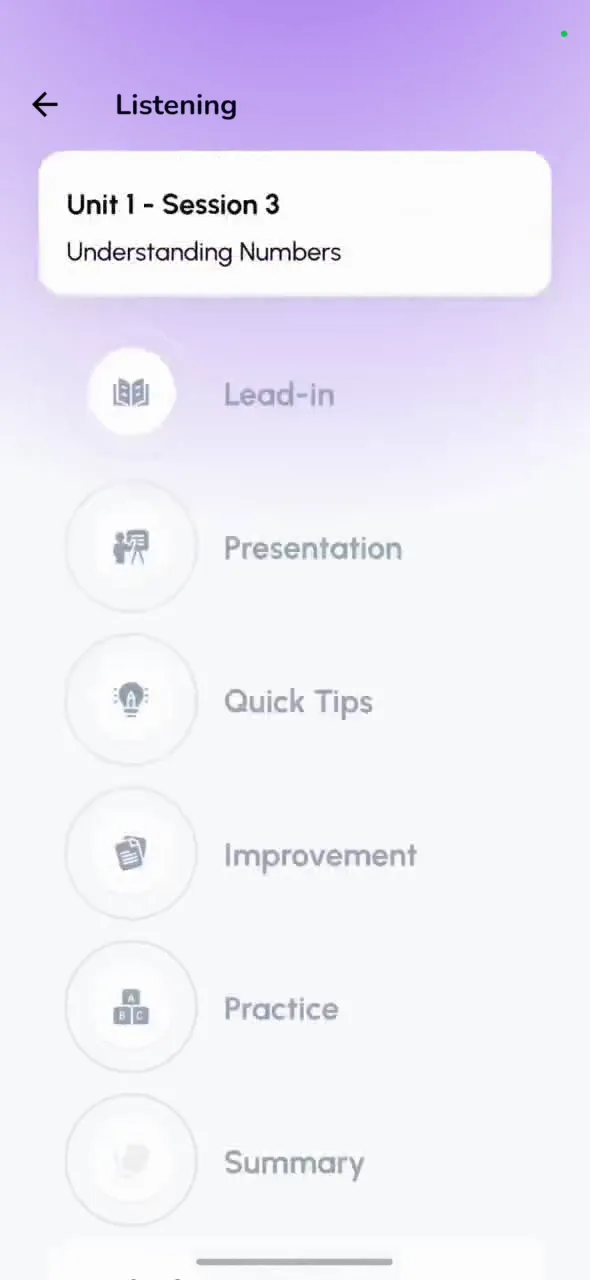 Listening
Unit 1 - Session 3
Understanding Numbers
Lead-in
Presentation
Quick Tips
Improvement
A
B C
Practice
Summary